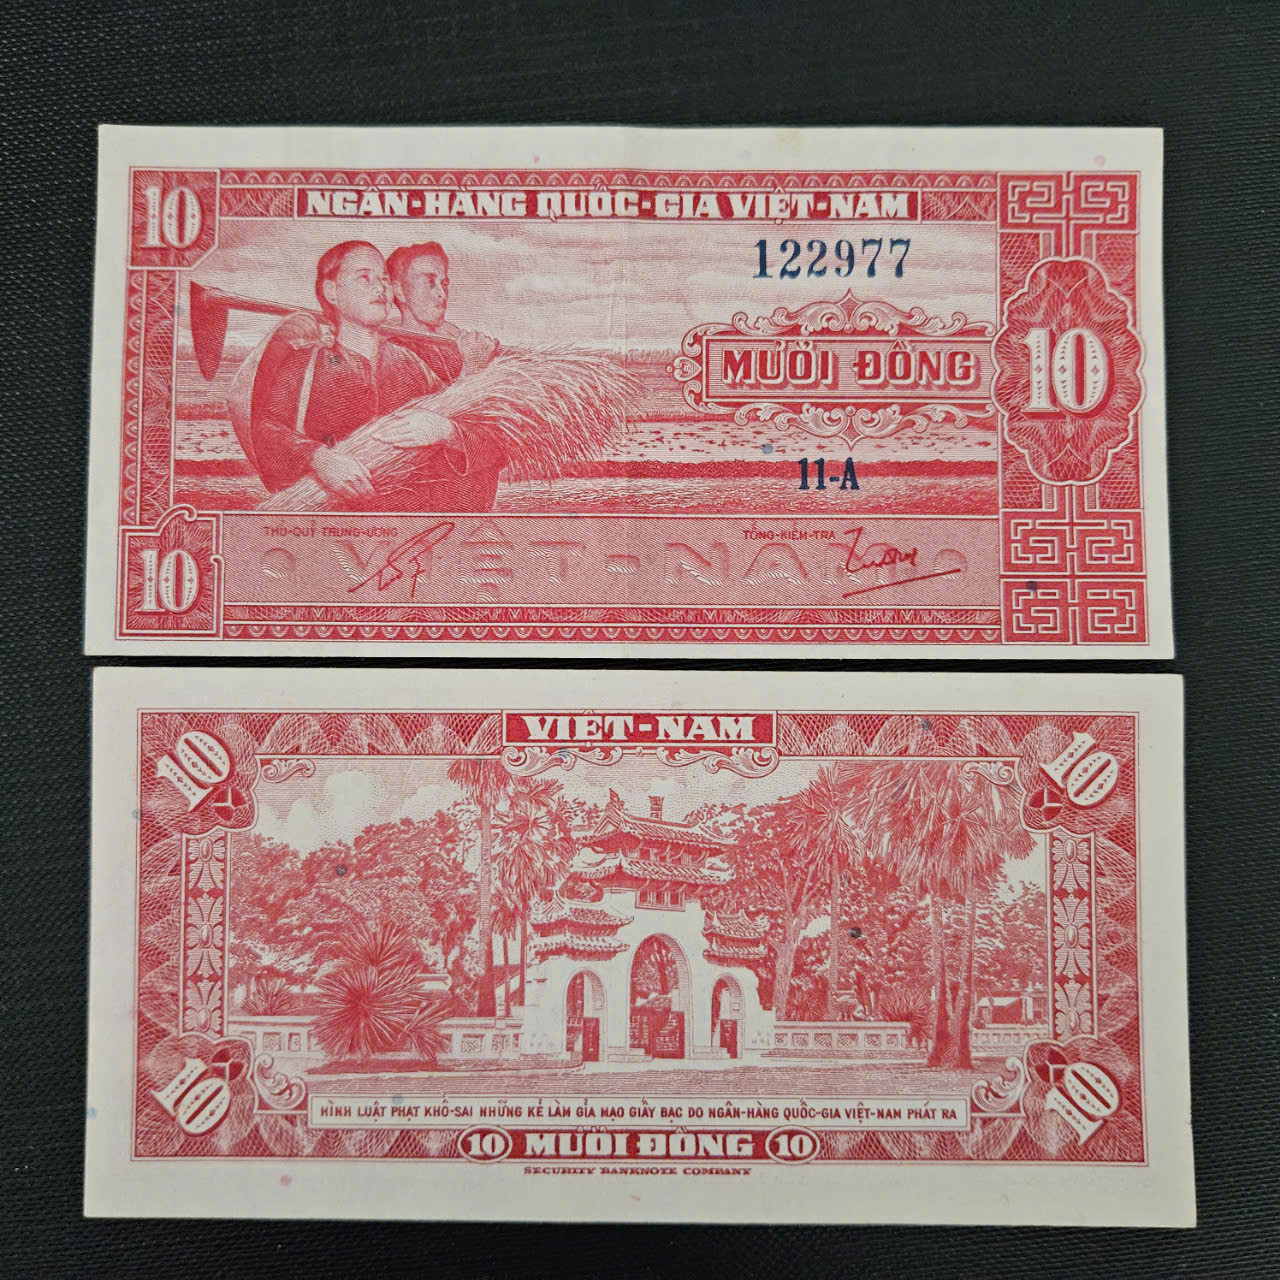 10
NGÂN-HÀNG QUỐC-GIA VIỆT-NAM
122977
MƯỜI ĐỒNG
10
11-A
THỦ-QUỸ TRUNG-ƯƠNG
TỔNG-KIỂM-TRA
VIỆT-NAM
10
VIỆT-NAM
10
10
10
10
HÌNH LUẬT PHẠT KHỔ-SAI NHỮNG KẺ LÀM GIẢ MẠO GIẤY BẠC DO NGÂN-HÀNG QUỐC-GIA VIỆT-NAM PHÁT RA
10 MƯỜI ĐỒNG 10
SECURITY BANKNOTE COMPANY